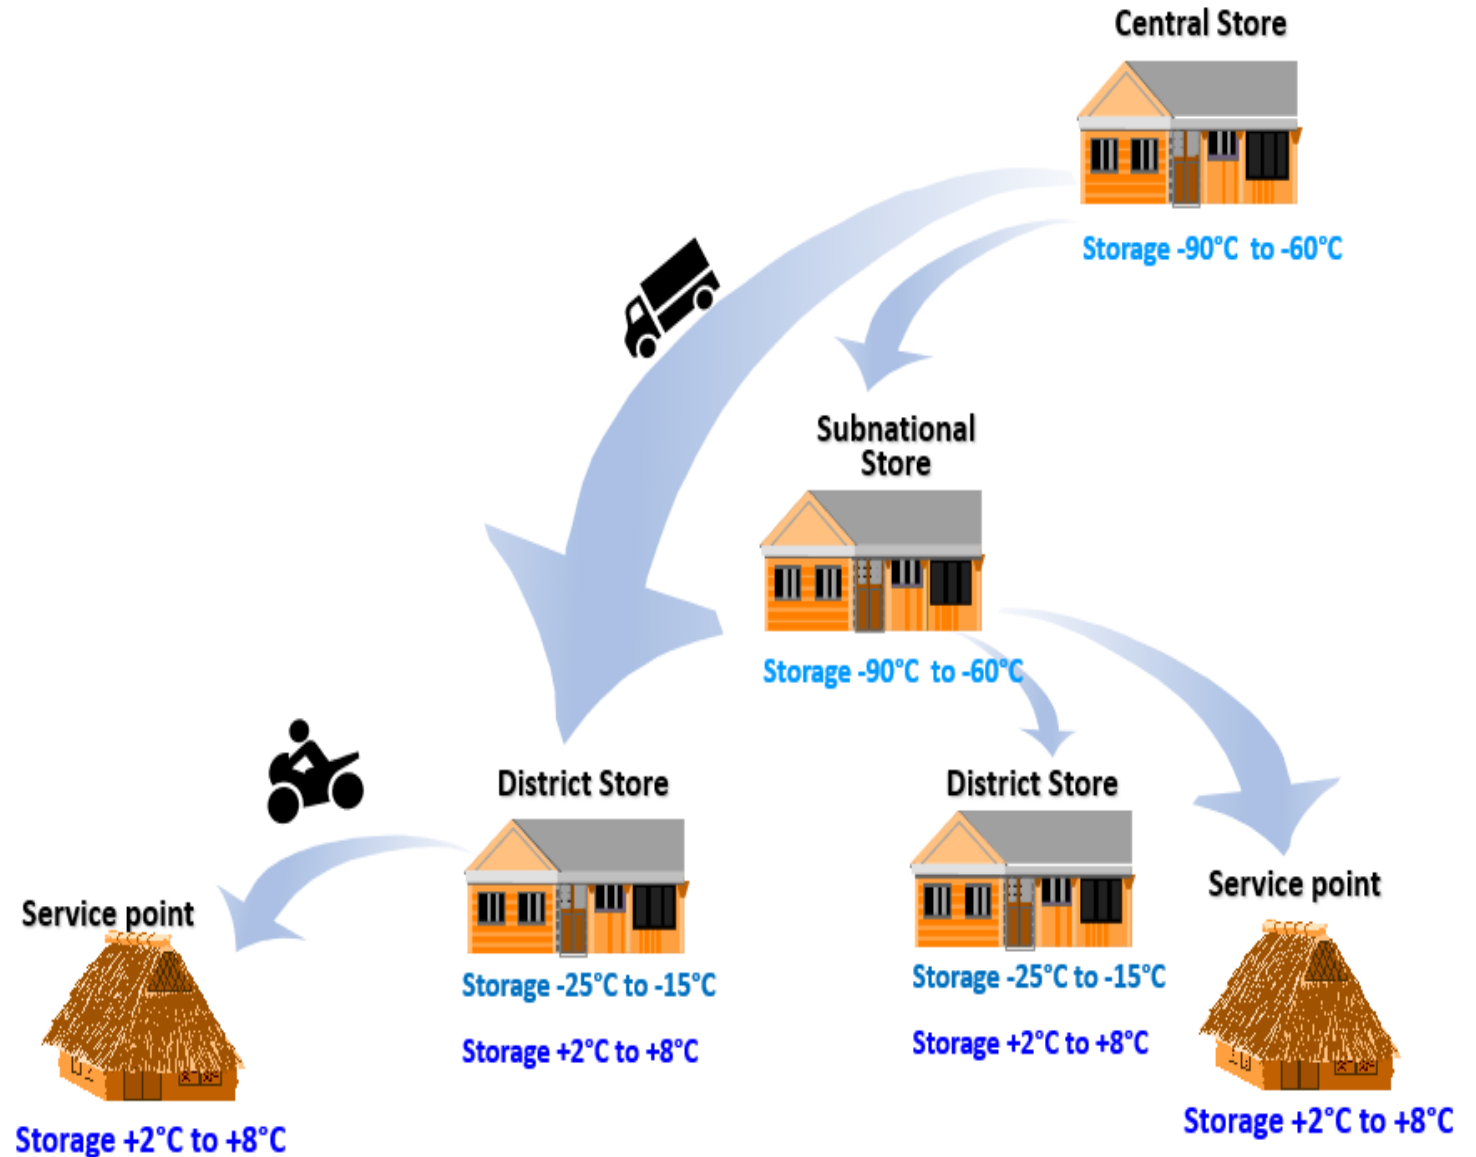 Central Store
Storage -90°C to -60°C
Subnational
Store
Storage -90°C to -60°C
District Store
Storage -25°C to -15°C
Storage +2°C to +8°C
District Store
Storage -25°C to -15°C
Storage +2°C to +8°C
Service point
Storage +2°C to +8°C
Service point
Storage +2°C to +8°C